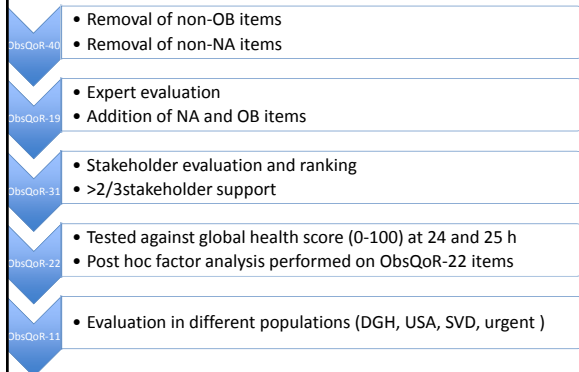 ObsQoR-40
• Removal of non-OB items
• Removal of non-NA items
ObsQoR-19
• Expert evaluation
• Addition of NA and OB items
ObsQoR-31
• Stakeholder evaluation and ranking
• >2/3stakeholder support
ObsQoR-22
• Tested against global health score (0-100) at 24 and 25 h
• Post hoc factor analysis performed on ObsQoR-22 items
ObsQoR-11
• Evaluation in different populations (DGH, USA, SVD, urgent )